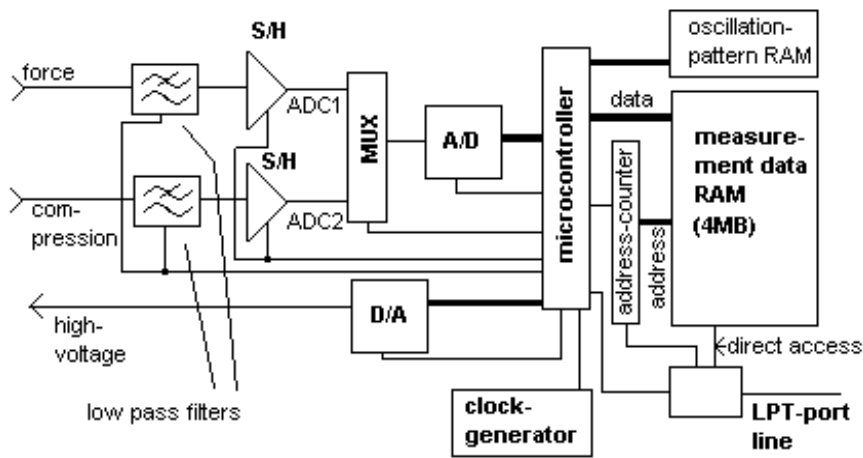 S/H
oscillation-
pattern RAM
force
ADC1
data
measure-
ment data
RAM
(4MB)
MUX
A/D
microcontroller
address-counter
address
S/H
com-
pression
ADC2
D/A
high-
voltage
direct access
low pass filters
clock-
generator
LPT-port
line